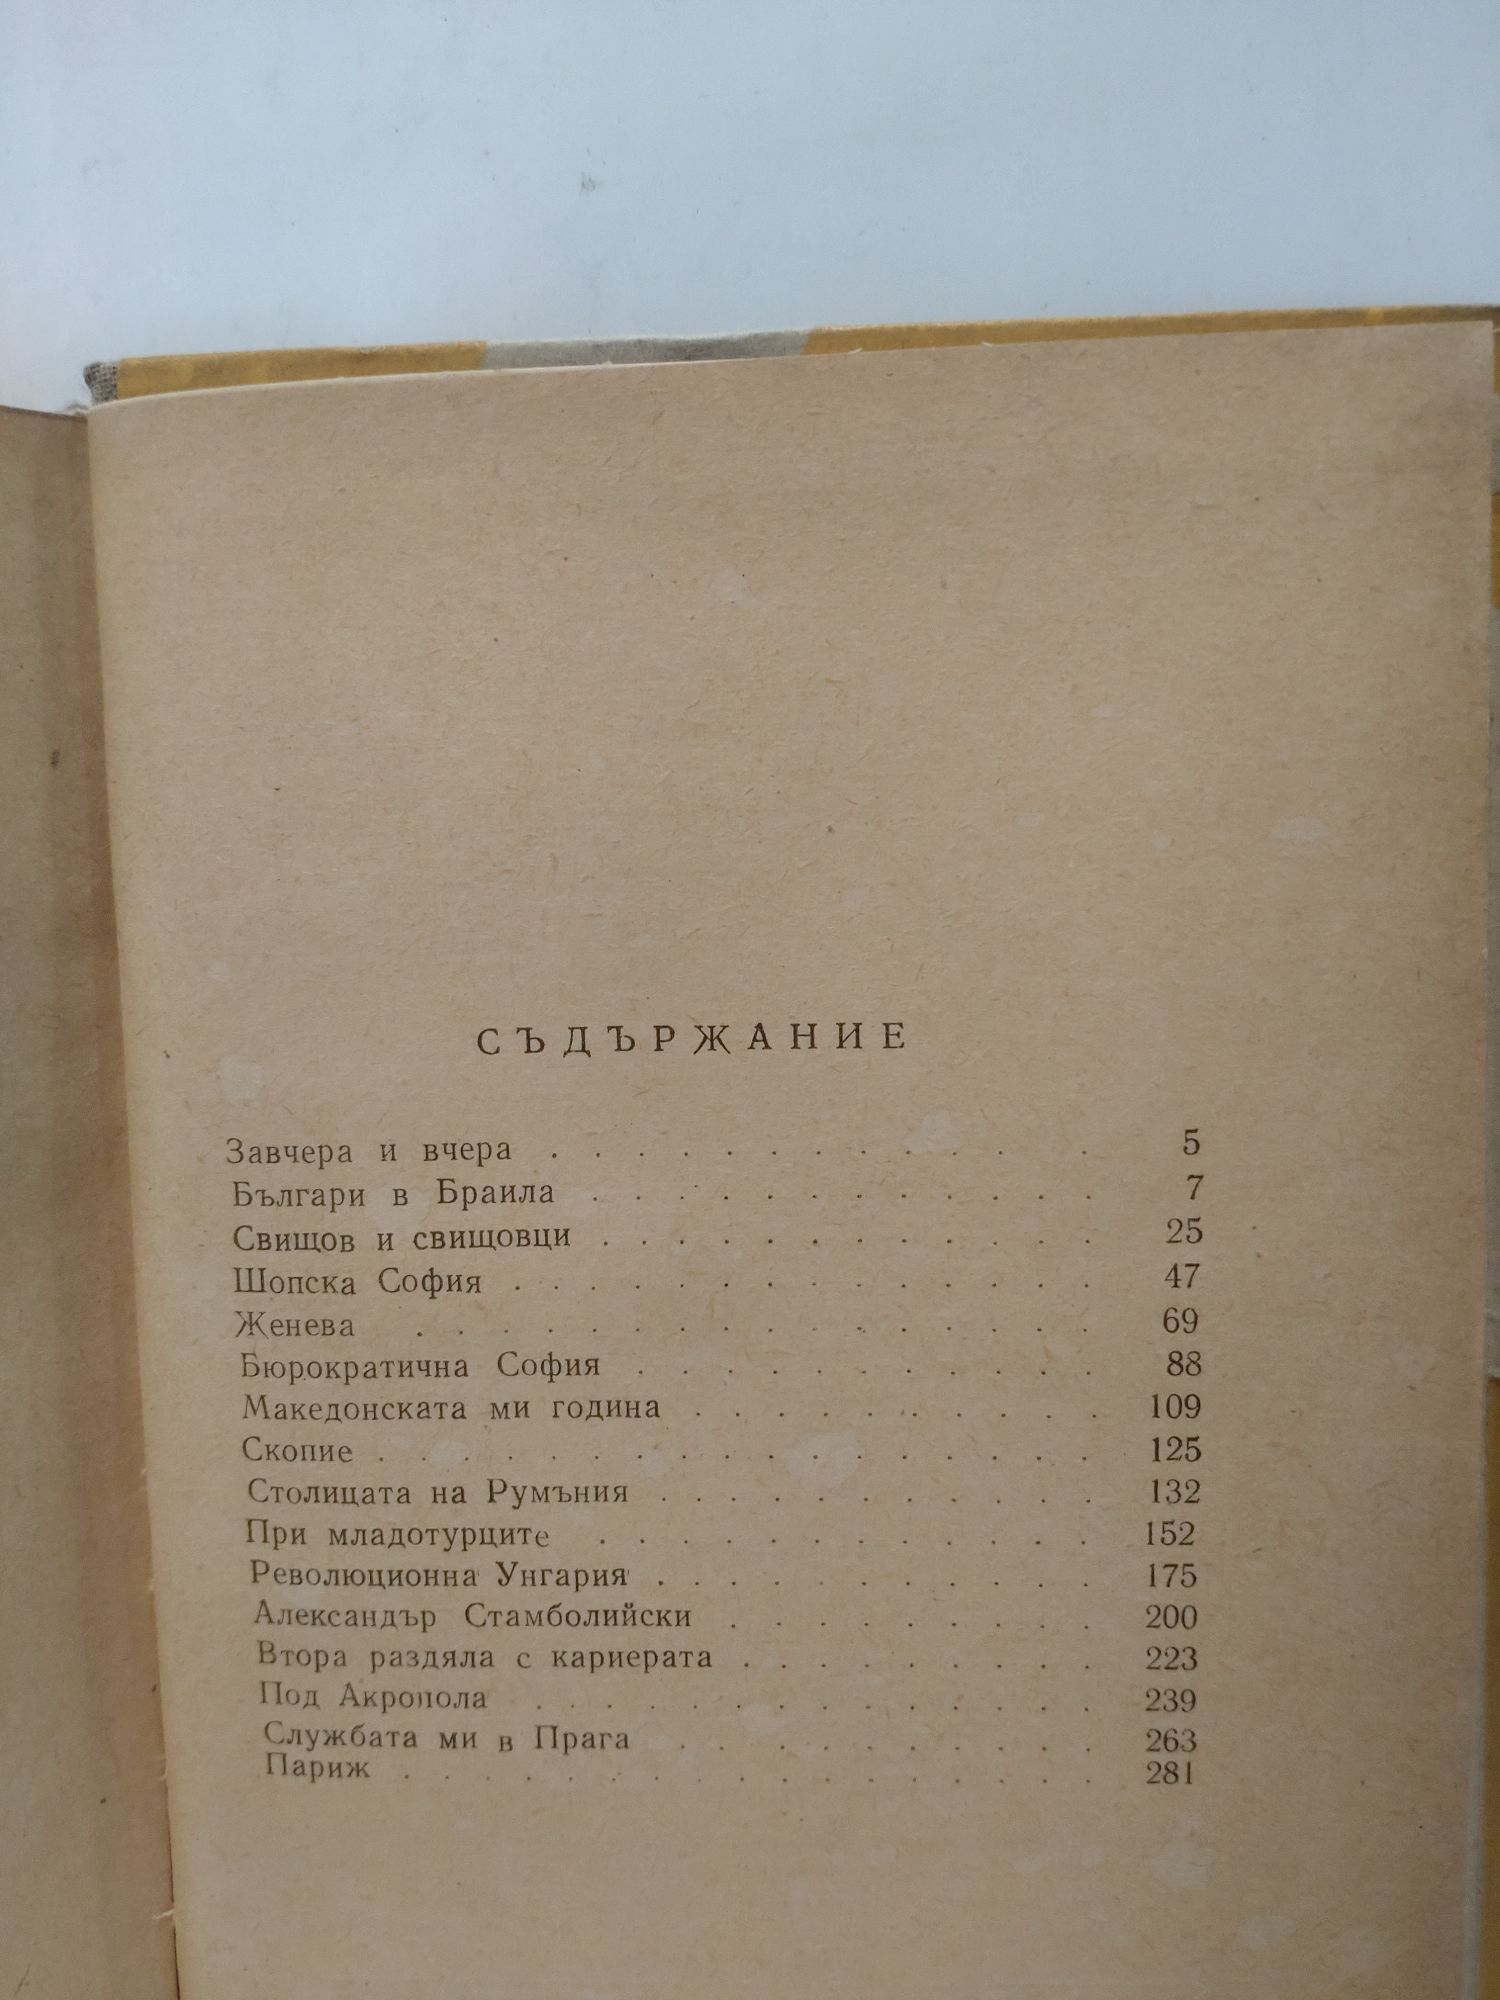 СЪДЪРЖАНИЕ
Завчера и вчера . . . . . . . . . . . . 5
Българи в Браила . . . . . . . . . . . . 7
Свищов и свищовци . . . . . . . . . . . . 25
Шопска София . . . . . . . . . . . . . . 47
Женева . . . . . . . . . . . . . . . . 69
Бюрократична София . . . . . . . . . . . 88
Македонската ми година . . . . . . . . . . 109
Скопие . . . . . . . . . . . . . . . . . 125
Столицата на Румъния . . . . . . . . . . . 132
При младотурците . . . . . . . . . . . . 152
Революционна Унгария . . . . . . . . . . . 175
Александър Стамболийски . . . . . . . . . 200
Втора раздяла с кариерата . . . . . . . . . 223
Под Акропола . . . . . . . . . . . . . 239
Службата ми в Прага . . . . . . . . . . 263
Париж . . . . . . . . . . . . . . . . . 281